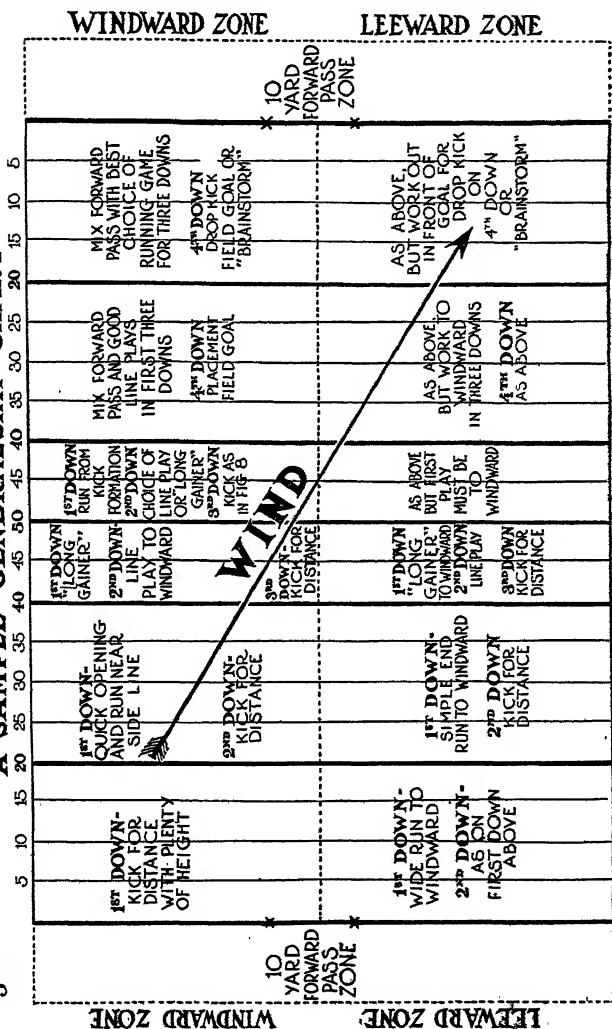 WINDWARD ZONE
LEEWARD ZONE
5
10
15
20
25
30
35
40
45
50
45
40
35
30
25
20
15
10
5
10
YARD
FORWARD
PASS
ZONE
MIX FORWARD
PASS WITH BEST
CHOICE OF
RUNNING GAME
FOR THREE DOWNS
4TH DOWN
DROP KICK
FIELD GOAL OR
"BRAINSTORM"
AS ABOVE,
BUT WORK OUT
IN FRONT OF
GOAL FOR
DROP KICK
ON
4TH DOWN
OR
"BRAINSTORM"
MIX FORWARD
PASS AND GOOD
LINE PLAYS
IN FIRST THREE
DOWNS
4TH DOWN
PLACEMENT
FIELD GOAL
AS ABOVE
BUT WORK TO
WINDWARD
IN THREE DOWNS
4TH DOWN
AS ABOVE
1ST DOWN
RUN FROM
KICK
FORMATION
2ND DOWN
CHOICE OF
LINE PLAY
OR "LONG
GAINER"
3RD DOWN
KICK AS
IN FIG 8
AS ABOVE
BUT FIRST
PLAY
MUST BE
TO
WINDWARD
1ST DOWN
"LONG
GAINER"
2ND DOWN-
LINE
PLAY TO
WINDWARD
3RD
DOWN-
KICK FOR
DISTANCE
1ST DOWN
"LONG
GAINER"
TO WINDWARD
2ND DOWN
LINE PLAY
3RD DOWN
KICK FOR
DISTANCE
WIND
1ST DOWN-
QUICK OPENING
AND RUN NEAR
SIDE LINE
2ND DOWN-
KICK FOR
DISTANCE
1ST DOWN-
SIMPLE END
RUN TO WINDWARD
2ND DOWN
KICK FOR
DISTANCE
1ST DOWN-
KICK FOR
DISTANCE
WITH PLENTY
OF HEIGHT
1ST DOWN-
WIDE RUN TO
WINDWARD
2ND DOWN-
AS ON
FIRST DOWN
ABOVE
10
YARD
FORWARD
PASS
ZONE
WINDWARD ZONE
LEEWARD ZONE